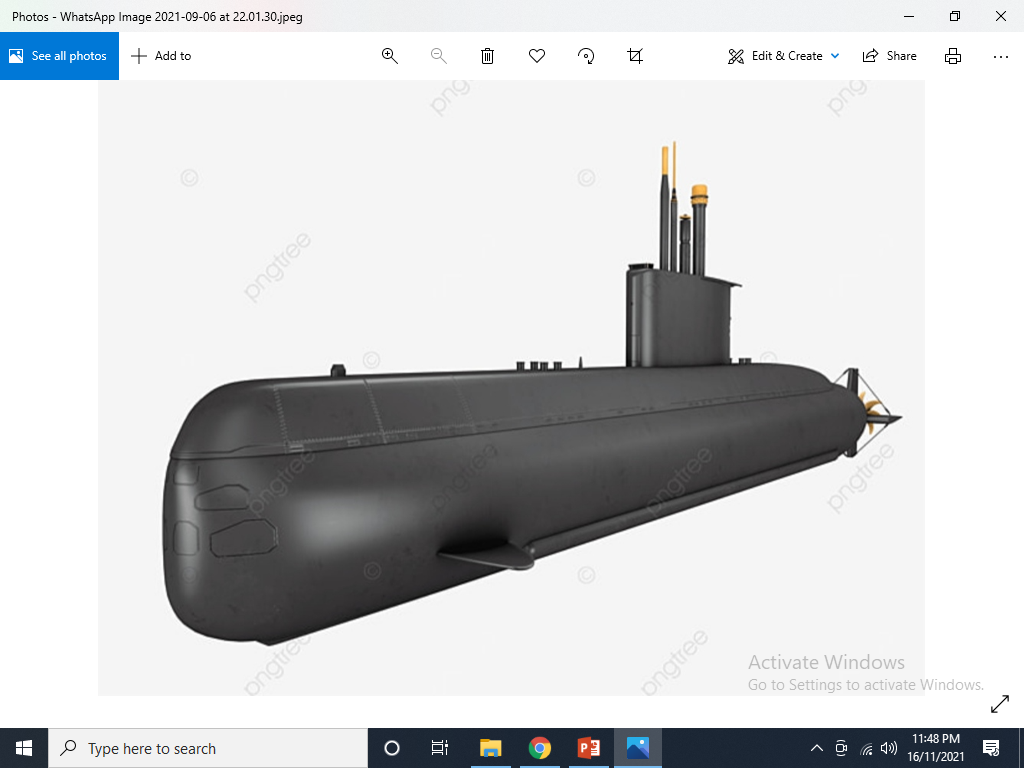 Photos - WhatsApp Image 2021-09-06 at 22.01.30.jpeg
See all photos
Add to
Edit & Create
Share
png
png
©
©
pngtree
pngtree
©
©
pngtree
pngtree
pngtree
pngtree
©
©
©
pngtree
pngtree
Activate Windows
Go to Settings to activate Windows.
Type here to search
11:48 PM
16/11/2021